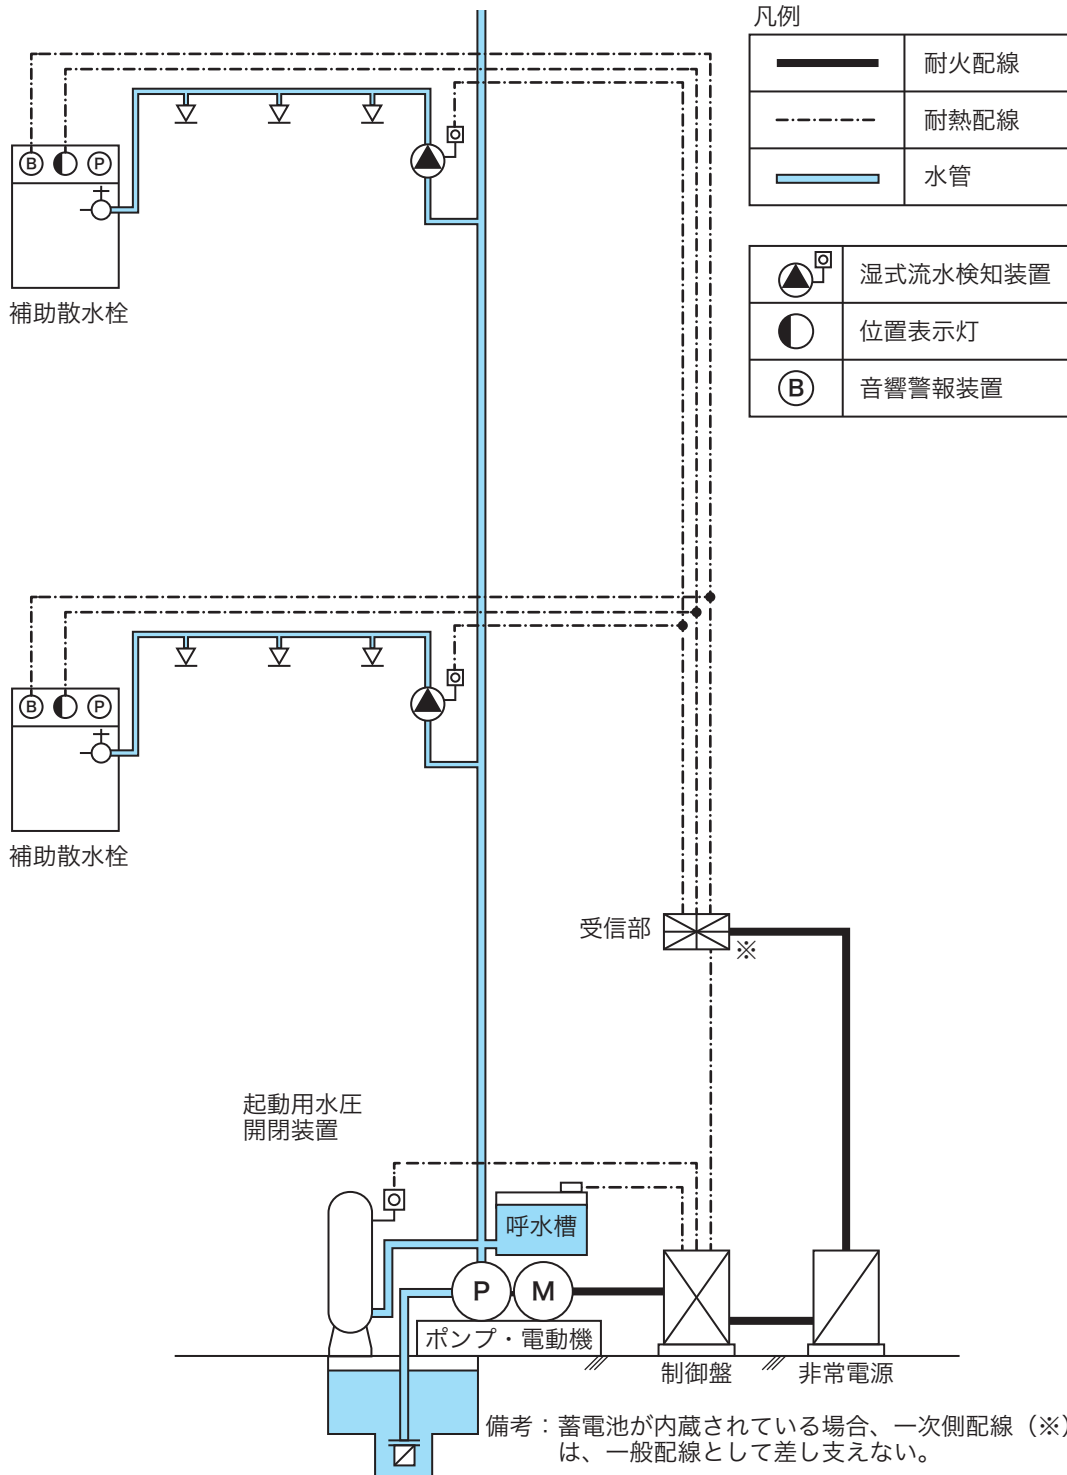 凡例
耐火配線
耐熱配線
水管
湿式流水検知装置
位置表示灯
B 音響警報装置
B P
補助散水栓
B P
補助散水栓
受信部
※
起動用水圧
開閉装置
呼水槽
P M
ポンプ・電動機
制御盤
非常電源
備考：蓄電池が内蔵されている場合、一次側配線（※）
は、一般配線として差し支えない。